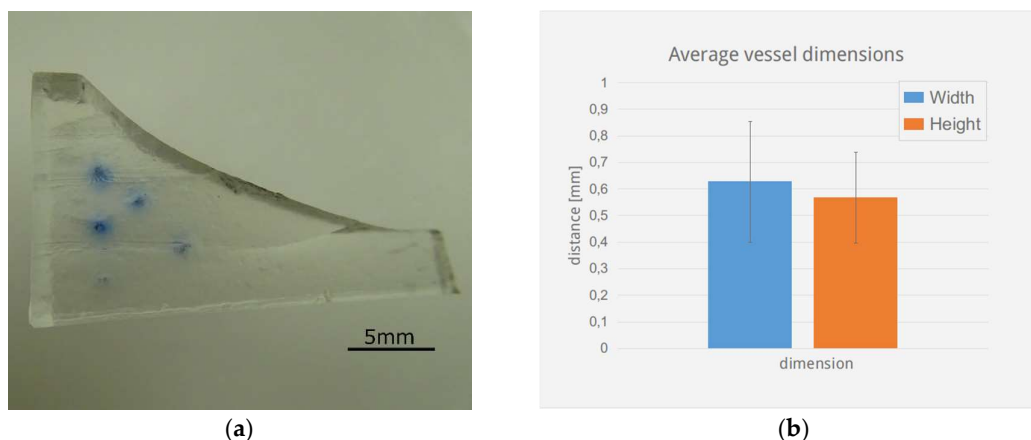 5mm
(a)
Average vessel dimensions
1
0,9
0,8
0,7
0,6
0,5
0,4
0,3
0,2
0,1
0
distance [mm]
dimension
Width
Height
(b)